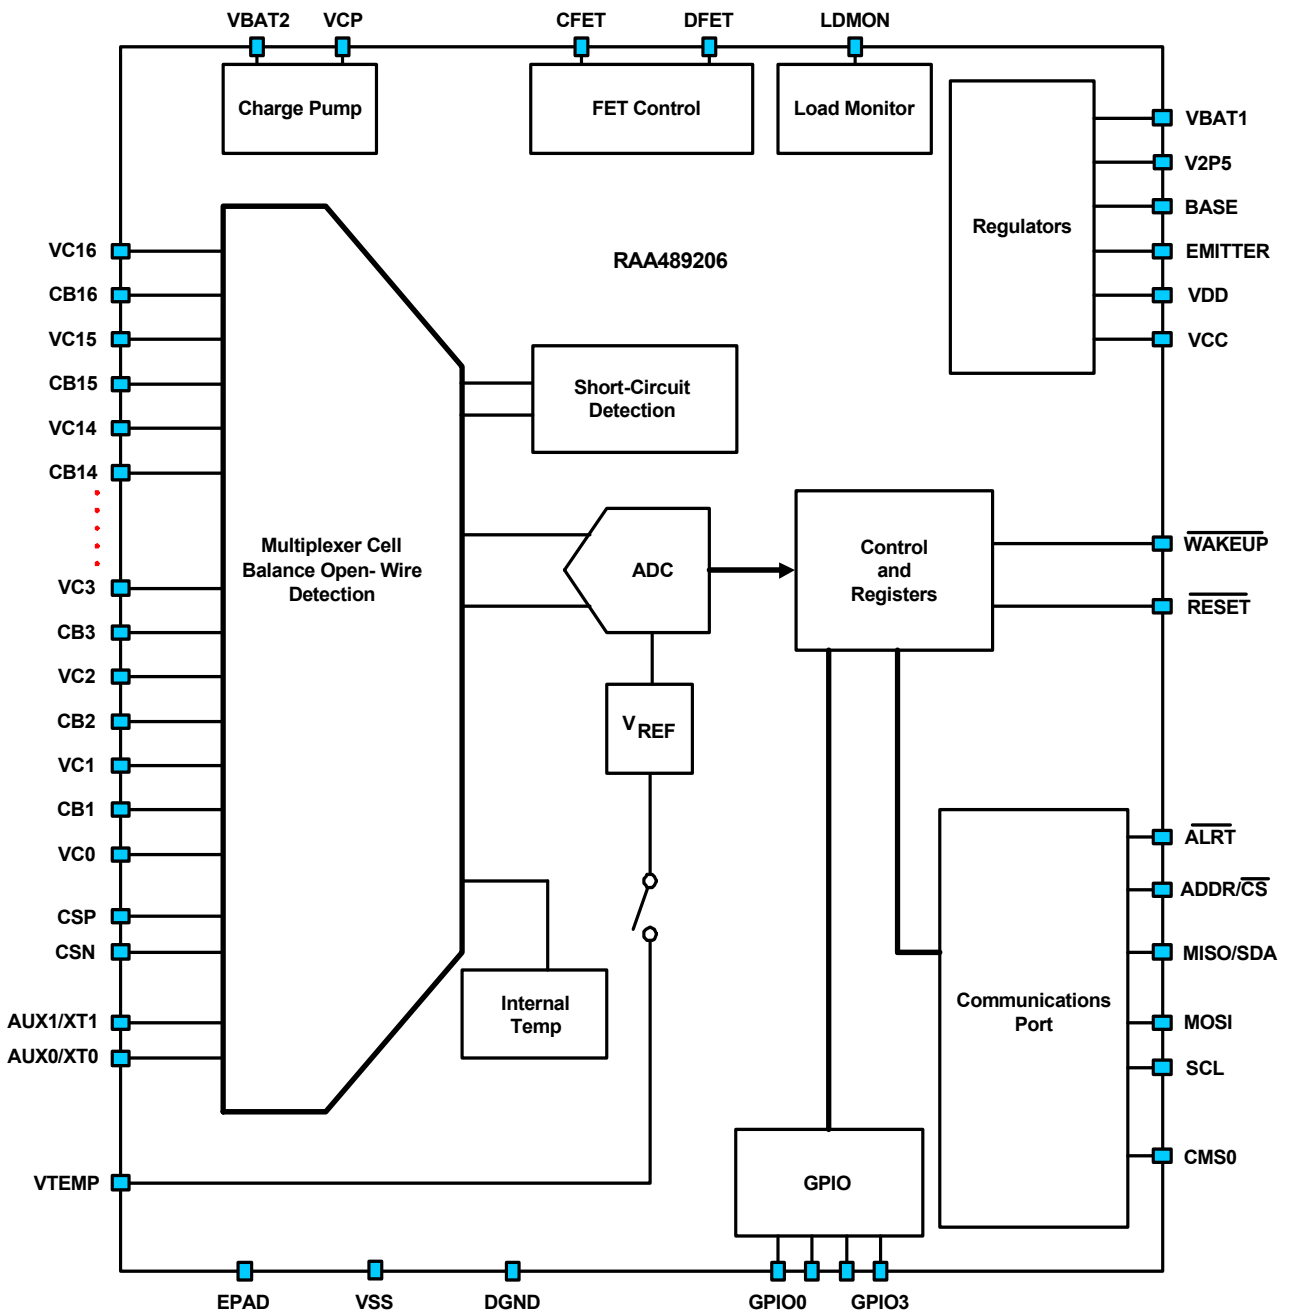 VBAT2
VCP
CFET
DFET
LDMON
Charge Pump
FET Control
Load Monitor
Regulators
VBAT1
V2P5
BASE
EMITTER
VDD
VCC
RAA489206
VC16
CB16
VC15
CB15
VC14
CB14
VC3
CB3
VC2
CB2
VC1
CB1
VC0
CSP
CSN
AUX1/XT1
AUX0/XT0
VTEMP
Multiplexer Cell
Balance Open- Wire
Detection
Short-Circuit
Detection
ADC
VREF
Internal
Temp
Control
and
Registers
WAKEUP
RESET
Communications
Port
ALRT
ADDR/CS
MISO/SDA
MOSI
SCL
CMS0
GPIO
EPAD
VSS
DGND
GPIO0
GPIO3